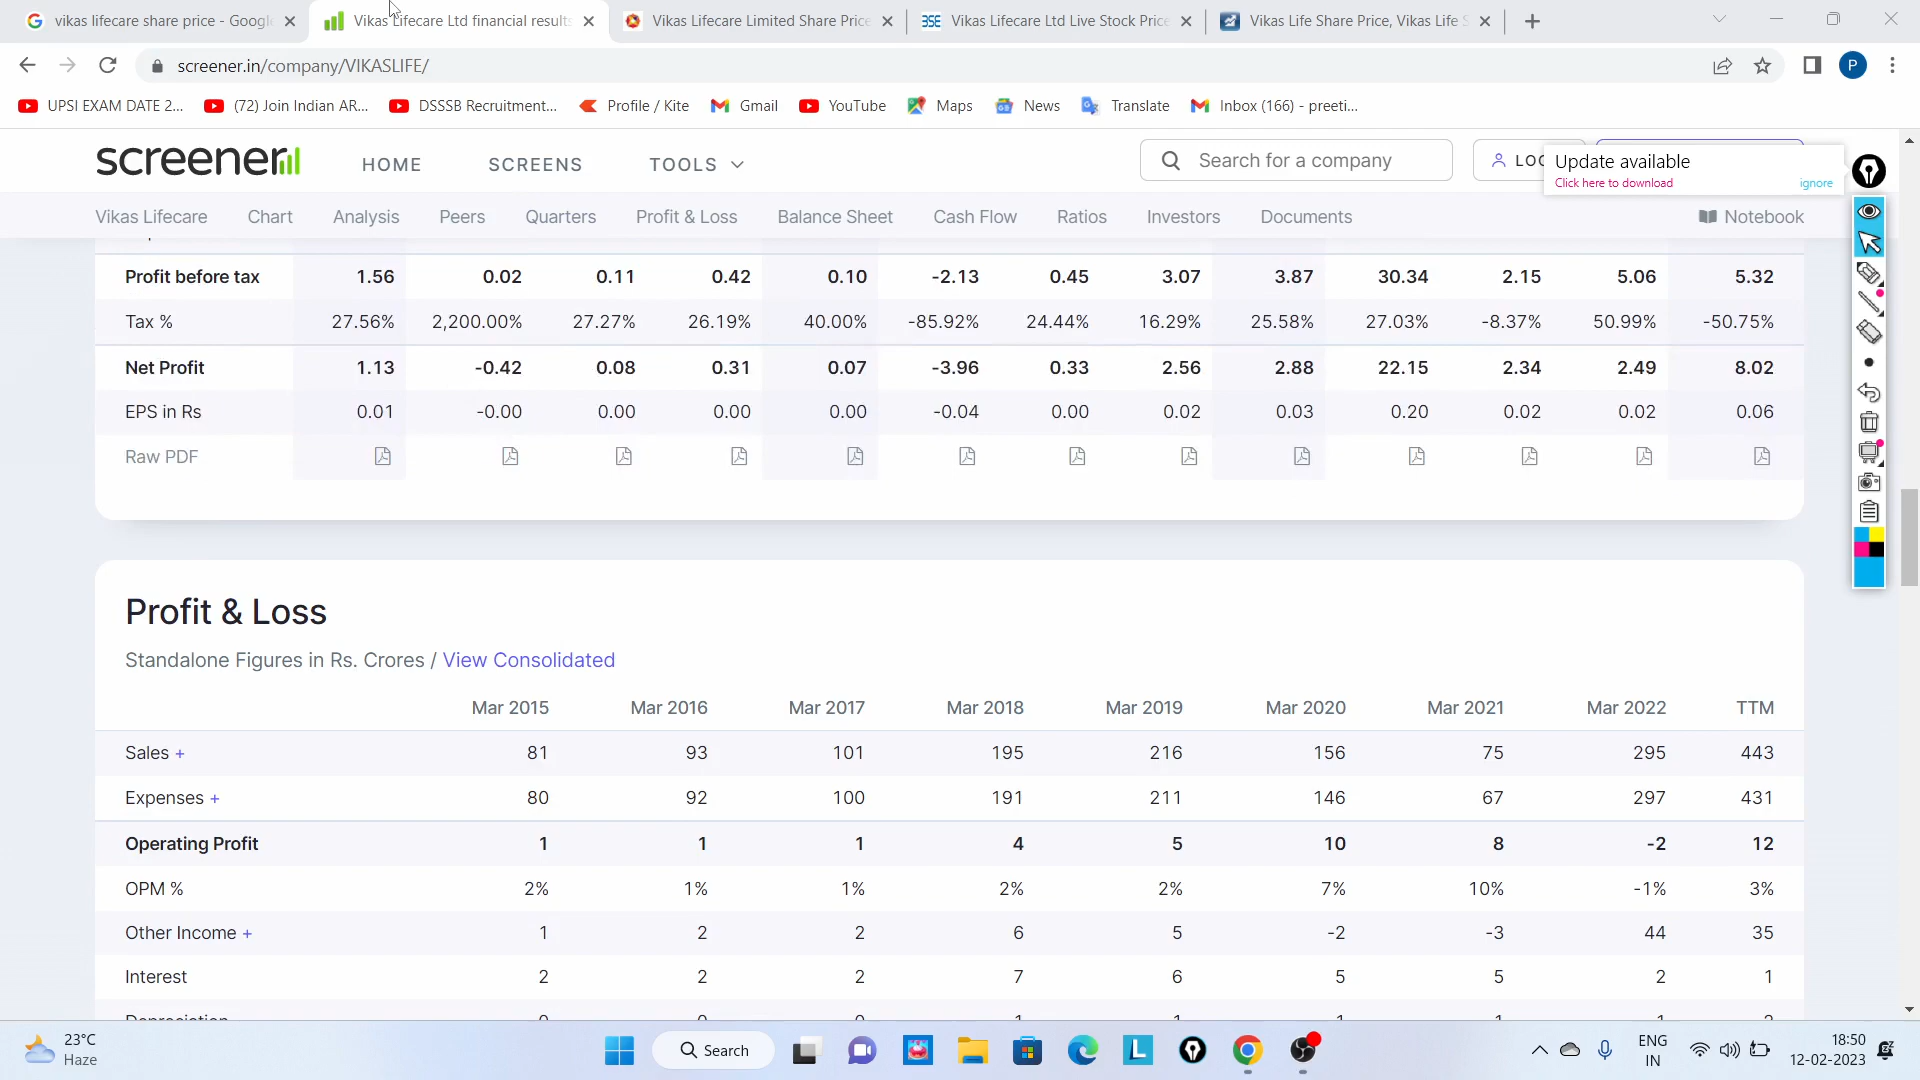 vikas lifecare share price - Google
Vikas Lifecare Ltd financial results
Vikas Lifecare Limited Share Price
BSE Vikas Lifecare Ltd Live Stock Price
Vikas Life Share Price, Vikas Life S
screener.in/company/VIKASLIFE/
P
UPSI EXAM DATE 2...
(72) Join Indian AR...
DSSSB Recruitment...
Profile / Kite
Gmail
YouTube
Maps
News
Translate
Inbox (166) - preeti...
screener
HOME
SCREENS
TOOLS
Search for a company
Update available
Click here to download
ignore
Vikas Lifecare
Chart
Analysis
Peers
Quarters
Profit & Loss
Balance Sheet
Cash Flow
Ratios
Investors
Documents
Notebook
Profit before tax 1.56 0.02 0.11 0.42 0.10 -2.13 0.45 3.07 3.87 30.34 2.15 5.06 5.32
Tax % 27.56% 2,200.00% 27.27% 26.19% 40.00% -85.92% 24.44% 16.29% 25.58% 27.03% -8.37% 50.99% -50.75%
Net Profit 1.13 -0.42 0.08 0.31 0.07 -3.96 0.33 2.56 2.88 22.15 2.34 2.49 8.02
EPS in Rs 0.01 -0.00 0.00 0.00 0.00 -0.04 0.00 0.02 0.03 0.20 0.02 0.02 0.06
Raw PDF
Profit & Loss
Standalone Figures in Rs. Crores / View Consolidated
Mar 2015 Mar 2016 Mar 2017 Mar 2018 Mar 2019 Mar 2020 Mar 2021 Mar 2022 TTM
Sales + 81 93 101 195 216 156 75 295 443
Expenses + 80 92 100 191 211 146 67 297 431
Operating Profit 1 1 1 4 5 10 8 -2 12
OPM % 2% 1% 1% 2% 2% 7% 10% -1% 3%
Other Income + 1 2 2 6 5 -2 -3 44 35
Interest 2 2 2 7 6 5 5 2 1
23°C
Haze
Search
ENG
IN
18:50
12-02-2023